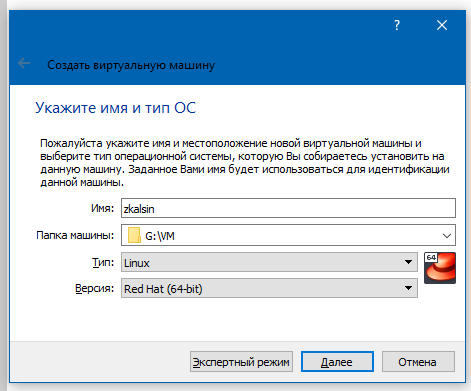 ?
Создать виртуальную машину
Укажите имя и тип ОС
Пожалуйста укажите имя и местоположение новой виртуальной машины и
выберите тип операционной системы, которую Вы собираетесь установить на
данную машину. Заданное Вами имя будет использоваться для идентификации
данной машины.
Имя: zkalsin
Папка машины: G:\VM
Тип: Linux
64
Версия: Red Hat (64-bit)
Экспертный режим Далее Отмена